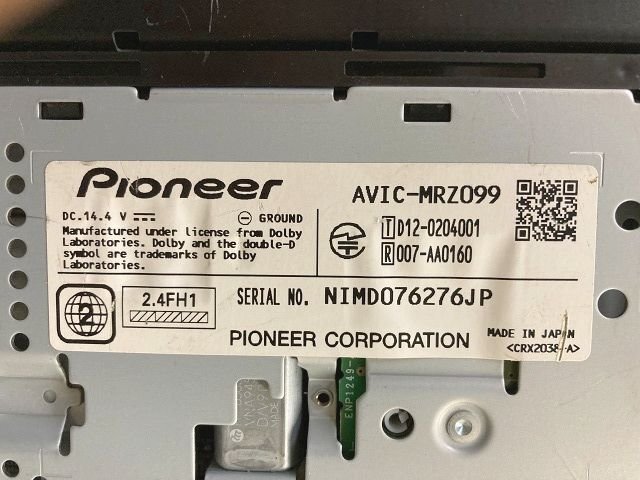 Pioneer
AVIC-MRZ099
DC.14.4 V
GROUND
Manufactured under license from Dolby
Laboratories. Dolby and the double-D
symbol are trademarks of Dolby
Laboratories.
T D12-0204001
R 007-AA0160
2
2.4FH1
SERIAL NO. NIMD076276JP
PIONEER CORPORATION
MADE IN JAPAN
ENP1249-